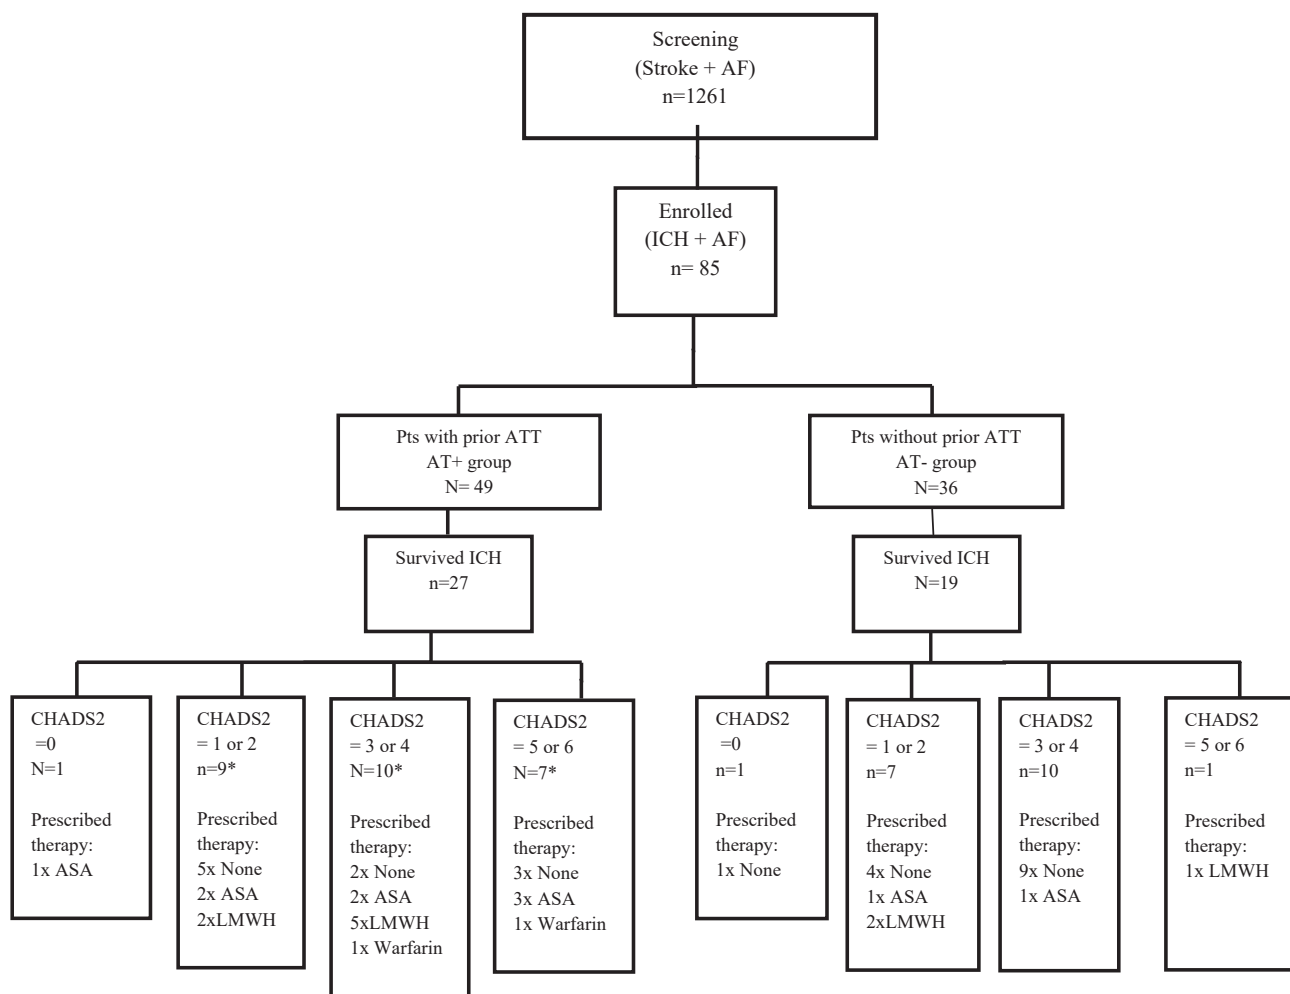 Screening
(Stroke + AF)
n=1261
Enrolled
(ICH + AF)
n= 85
Pts with prior ATT
AT+ group
N= 49
Pts without prior ATT
AT- group
N=36
Survived ICH
n=27
Survived ICH
N=19
CHADS2
=0
N=1
Prescribed
therapy:
1x ASA
CHADS2
= 1 or 2
n=9*
Prescribed
therapy:
5x None
2x ASA
2xLMWH
CHADS2
= 3 or 4
N=10*
Prescribed
therapy:
2x None
2x ASA
5xLMWH
1x Warfarin
CHADS2
= 5 or 6
N=7*
Prescribed
therapy:
3x None
3x ASA
1x Warfarin
CHADS2
=0
n=1
Prescribed
therapy:
1x None
CHADS2
= 1 or 2
n=7
Prescribed
therapy:
4x None
1x ASA
2xLMWH
CHADS2
= 3 or 4
n=10
Prescribed
therapy:
9x None
1x ASA
CHADS2
= 5 or 6
n=1
Prescribed
therapy:
1x LMWH